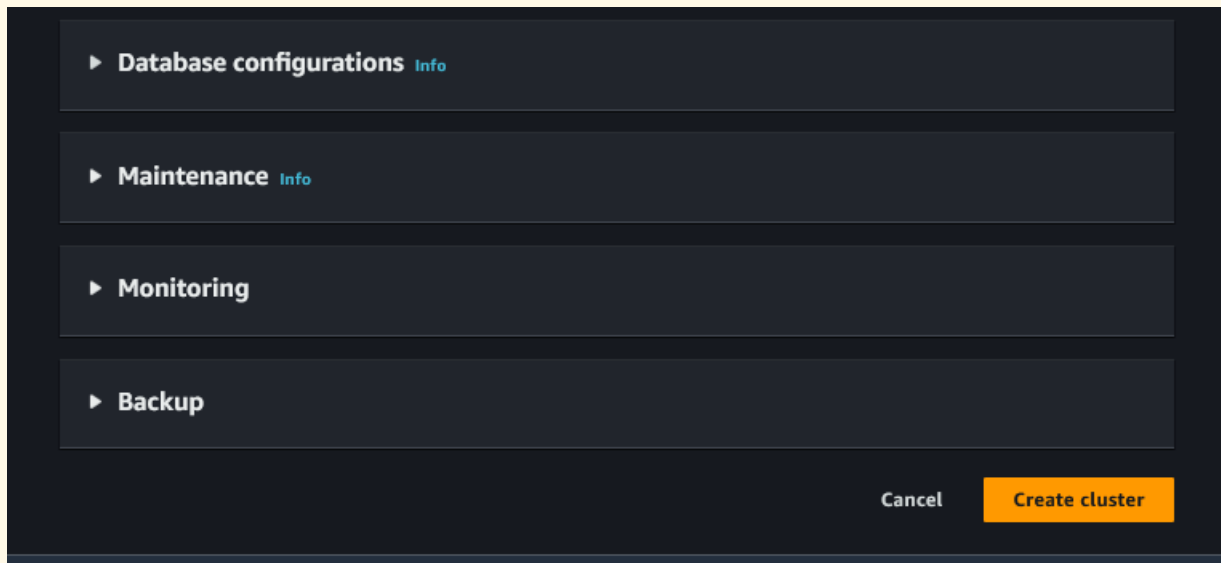 Database configurations Info
Maintenance Info
Monitoring
Backup
Cancel Create cluster